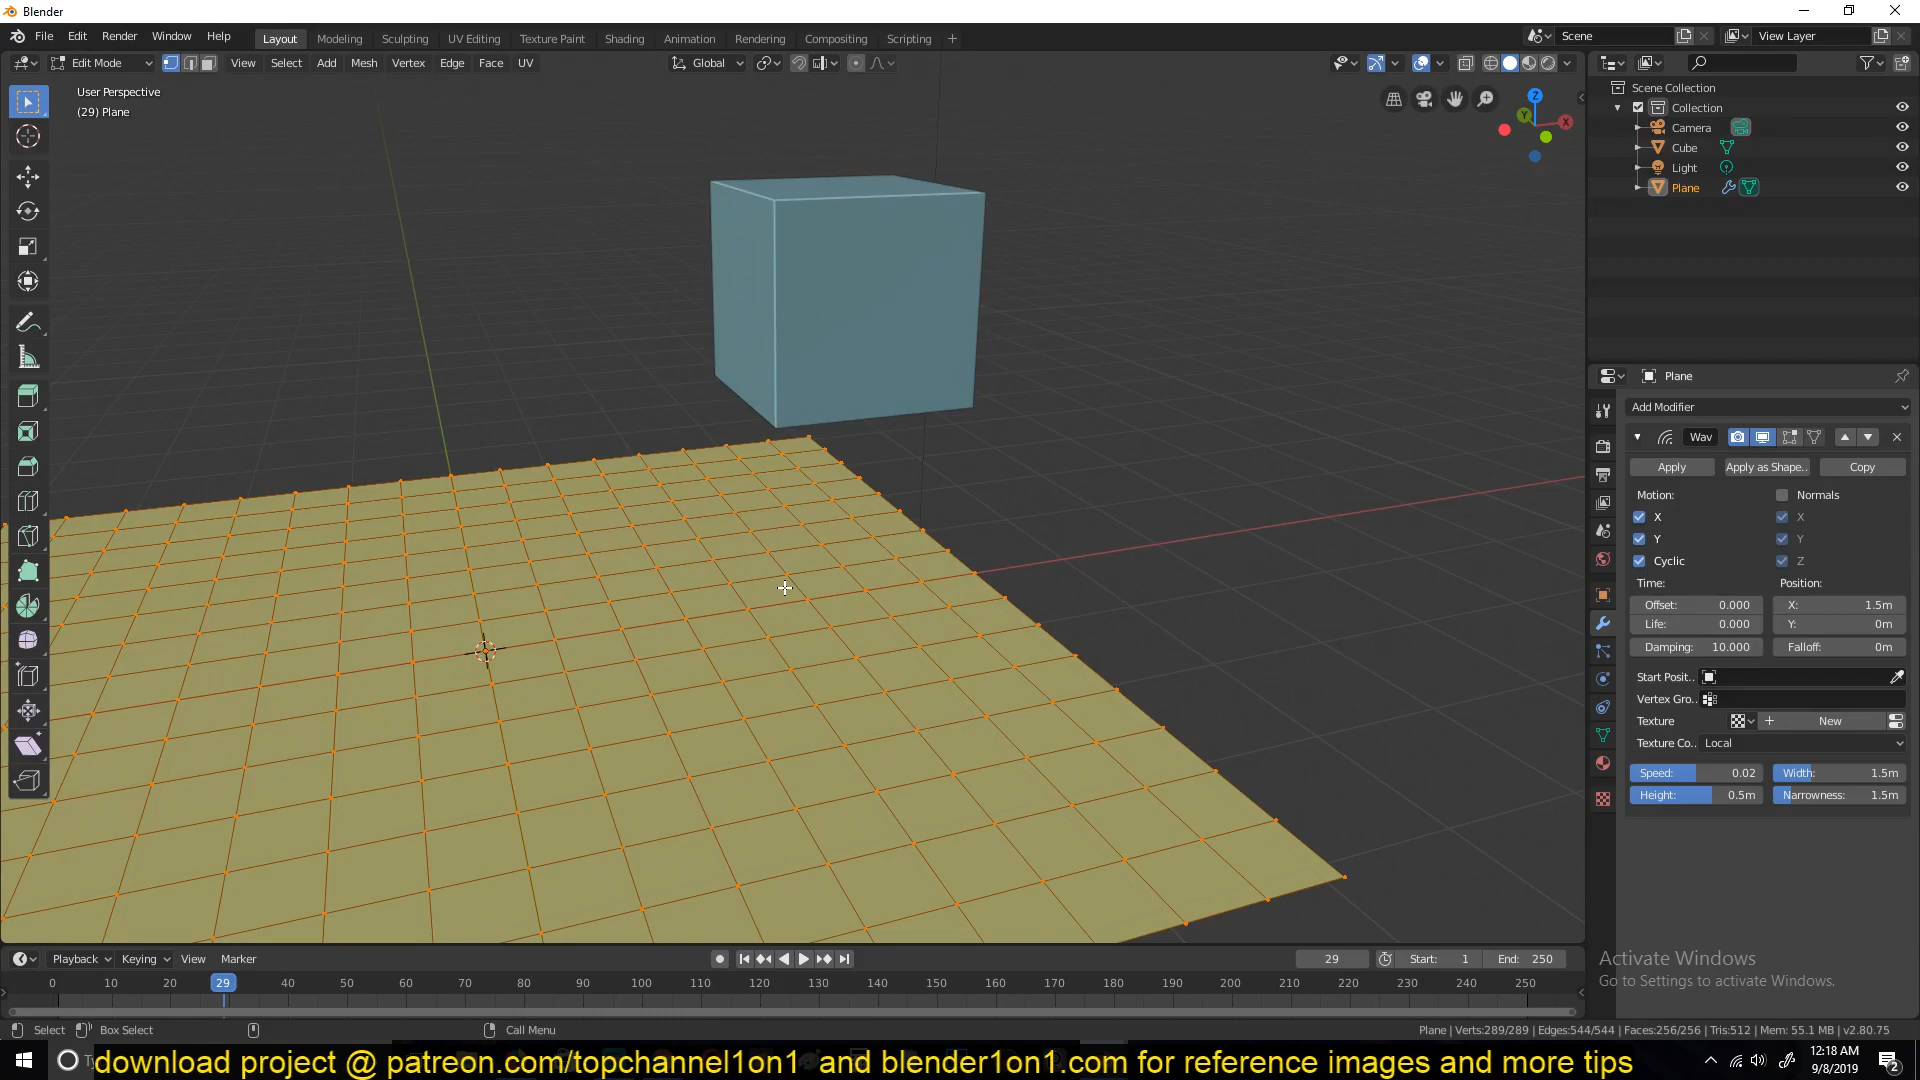 Blender
File Edit Render Window Help Layout Modeling Sculpting UV Editing Texture Paint Shading Animation Rendering Compositing Scripting + Scene View Layer
Edit Mode View Select Add Mesh Vertex Edge Face UV Global
User Perspective
(29) Plane
Z
Y
X
Scene Collection
Collection
Camera
Cube
Light
Plane
Plane
Add Modifier
Wav
Apply Apply as Shape.. Copy
Motion: Normals
X X
Y Y
Cyclic Z
Time: Position:
Offset: 0.000 X: 1.5m
Life: 0.000 Y: 0m
Damping: 10.000 Falloff: 0m
Start Posit..
Vertex Gro..
Texture New
Texture Co.. Local
Speed: 0.02 Width: 1.5m
Height: 0.5m Narrowness: 1.5m
Activate Windows
Go to Settings to activate Windows.
Playback Keying View Marker 29 Start: 1 End: 250
0 10 20 29 40 50 60 70 80 90 100 110 120 130 140 150 160 170 180 190 200 210 220 230 240 250
Select Box Select Call Menu Plane | Verts:289/289 | Edges:544/544 | Faces:256/256 | Tris:512 | Mem: 55.1 MB | v2.80.75
download project @ patreon.com/topchannel1on1 and blender1on1.com for reference images and more tips
12:18 AM
9/8/2019
2